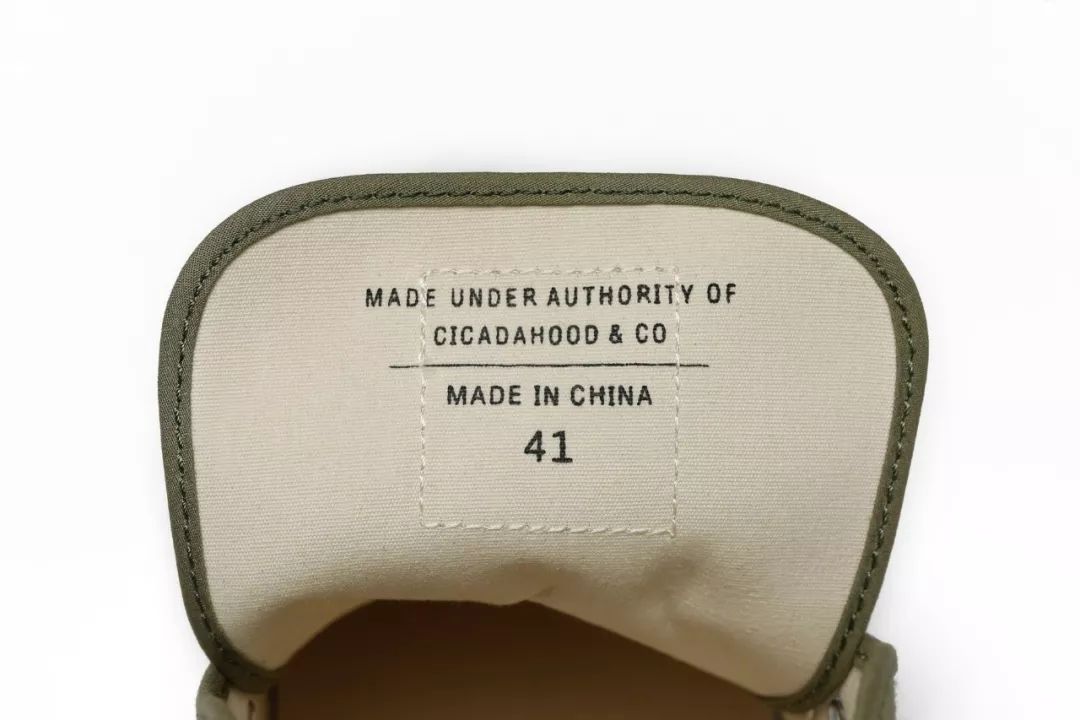 MADE UNDER AUTHORITY OF
CICADAHOOD & CO
MADE IN CHINA
41